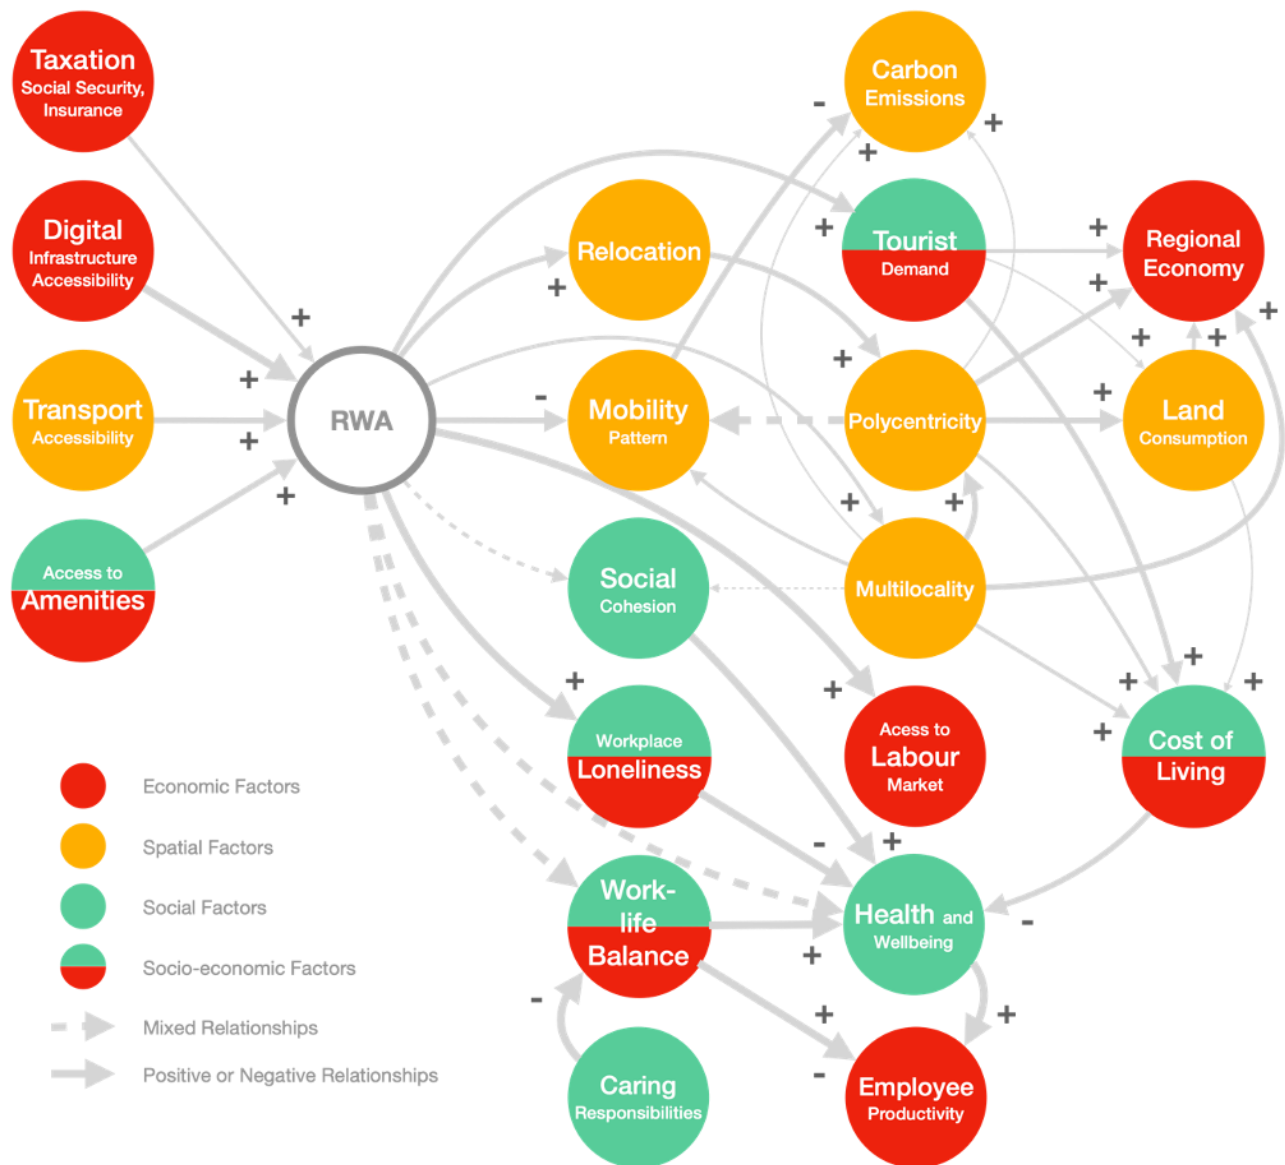 Taxation
Social Security,
Insurance
Digital
Infrastructure
Accessibility
Transport
Accessibility
Access to
Amenities
+
+
+
+
RWA
Relocation
+
Mobility
Pattern
-
Social
Cohesion
Workplace
Loneliness
+
Work-
life
Balance
-
Caring
Responsibilities
Carbon
Emissions
-
+
+
Tourist
Demand
+
Polycentricity
+
Multilocality
+
+
Acess to
Labour
Market
+
Health and
Wellbeing
+
-
+
-
Employee
Productivity
+
-
+
Regional
Economy
+
+
+
+
+
Land
Consumption
+
Cost of
Living
+
+
+
+
Economic Factors
Spatial Factors
Social Factors
Socio-economic Factors
Mixed Relationships
Positive or Negative Relationships